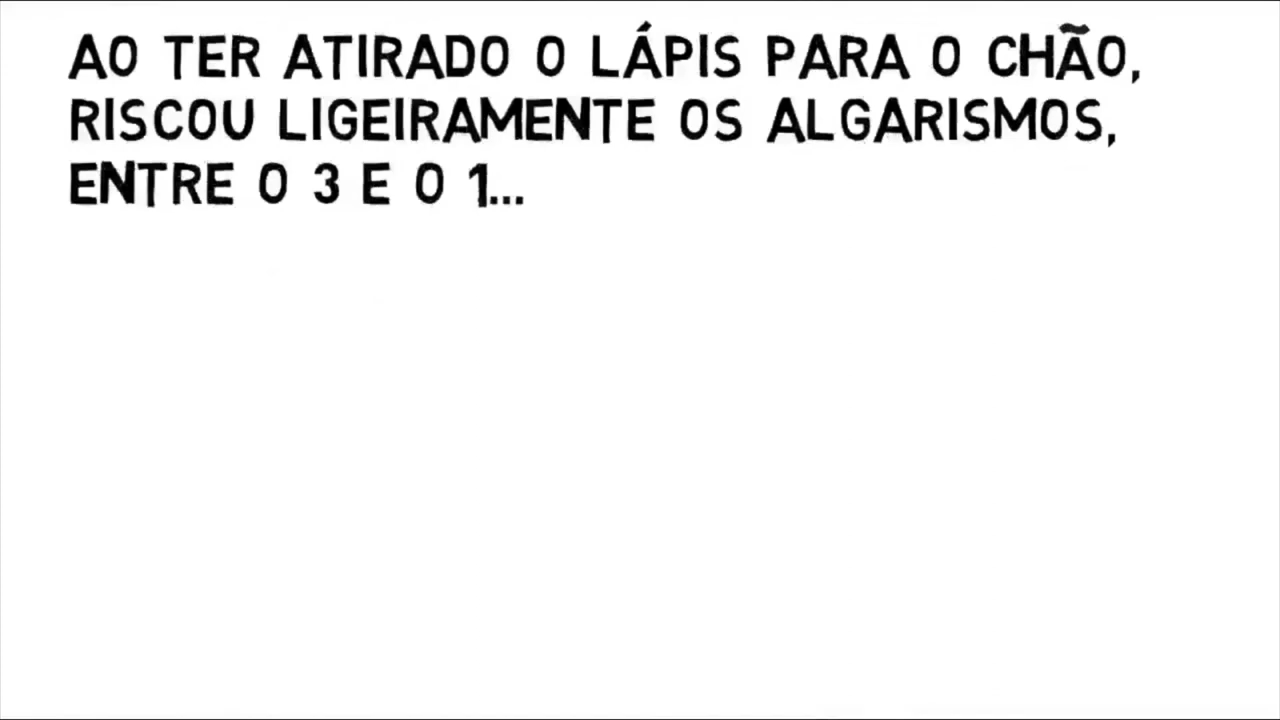 AO TER ATIRADO O LÁPIS PARA O CHÃO,
RISCOU LIGEIRAMENTE OS ALGARISMOS,
ENTRE O 3 E O 1...